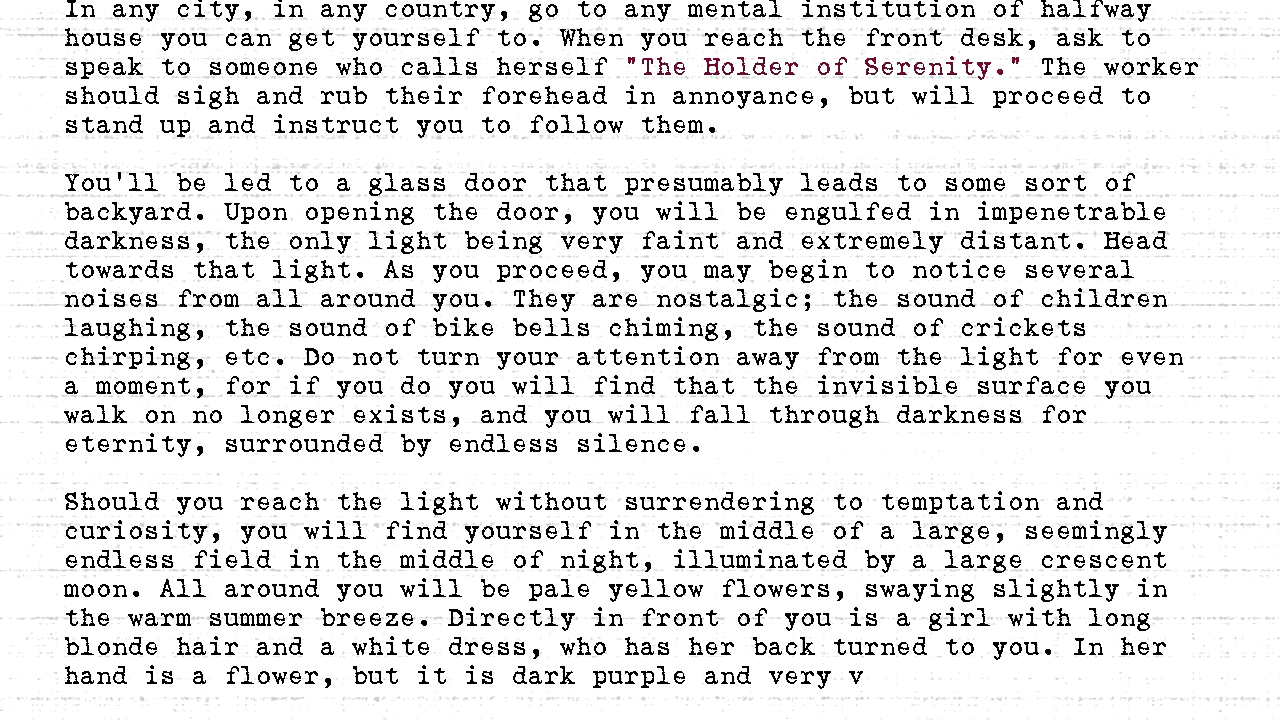 In any city, in any country, go to any mental institution of halfway
house you can get yourself to. When you reach the front desk, ask to
speak to someone who calls herself "The Holder of Serenity." The worker
should sigh and rub their forehead in annoyance, but will proceed to
stand up and instruct you to follow them.
You'll be led to a glass door that presumably leads to some sort of
backyard. Upon opening the door, you will be engulfed in impenetrable
darkness, the only light being very faint and extremely distant. Head
towards that light. As you proceed, you may begin to notice several
noises from all around you. They are nostalgic; the sound of children
laughing, the sound of bike bells chiming, the sound of crickets
chirping, etc. Do not turn your attention away from the light for even
a moment, for if you do you will find that the invisible surface you
walk on no longer exists, and you will fall through darkness for
eternity, surrounded by endless silence.
Should you reach the light without surrendering to temptation and
curiosity, you will find yourself in the middle of a large, seemingly
endless field in the middle of night, illuminated by a large crescent
moon. All around you will be pale yellow flowers, swaying slightly in
the warm summer breeze. Directly in front of you is a girl with long
blonde hair and a white dress, who has her back turned to you. In her
hand is a flower, but it is dark purple and very v